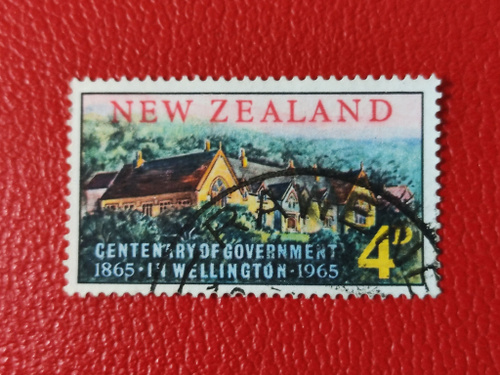 NEW ZEALAND
CENTENARY OF GOVERNMENT
1865 · IN WELLINGTON · 1965
4D